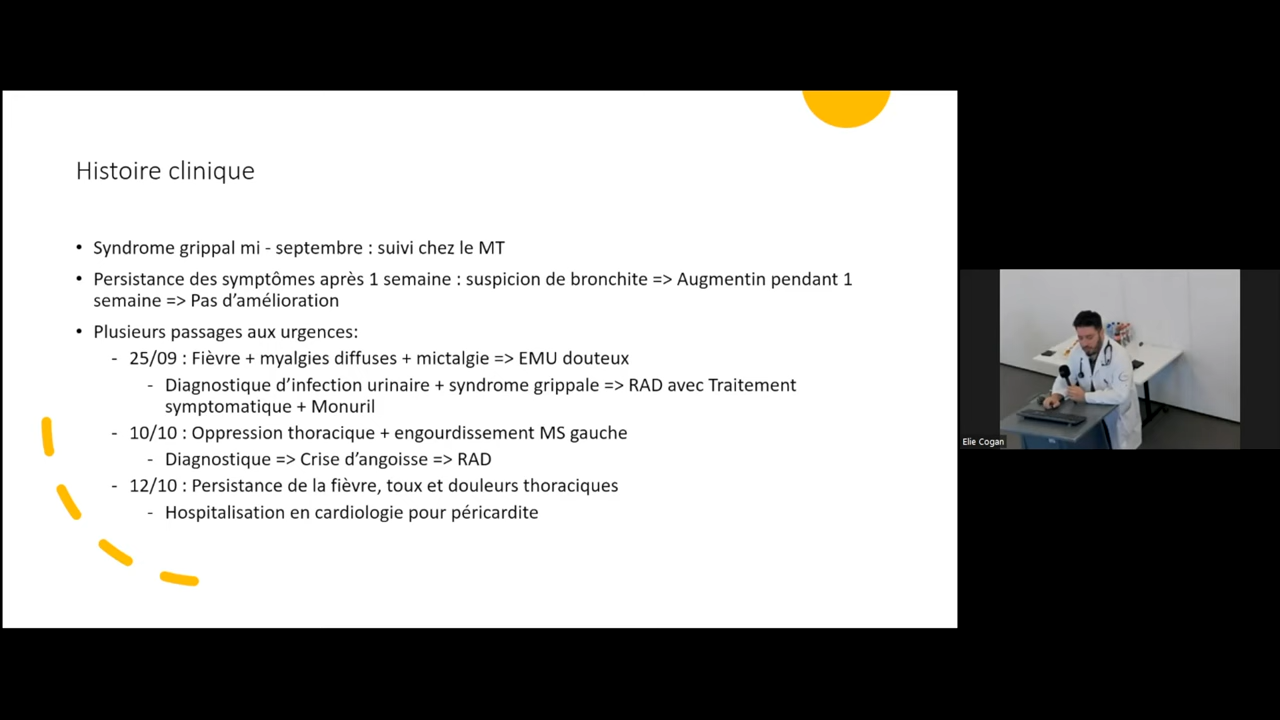 Histoire clinique
• Syndrome grippal mi - septembre : suivi chez le MT
• Persistance des symptômes après 1 semaine : suspicion de bronchite => Augmentin pendant 1
semaine => Pas d’amélioration
• Plusieurs passages aux urgences:
- 25/09 : Fièvre + myalgies diffuses + mictalgie => EMU douteux
- Diagnostique d’infection urinaire + syndrome grippale => RAD avec Traitement
symptomatique + Monuril
- 10/10 : Oppression thoracique + engourdissement MS gauche
- Diagnostique => Crise d’angoisse => RAD
- 12/10 : Persistance de la fièvre, toux et douleurs thoraciques
- Hospitalisation en cardiologie pour péricardite
Elie Cogan